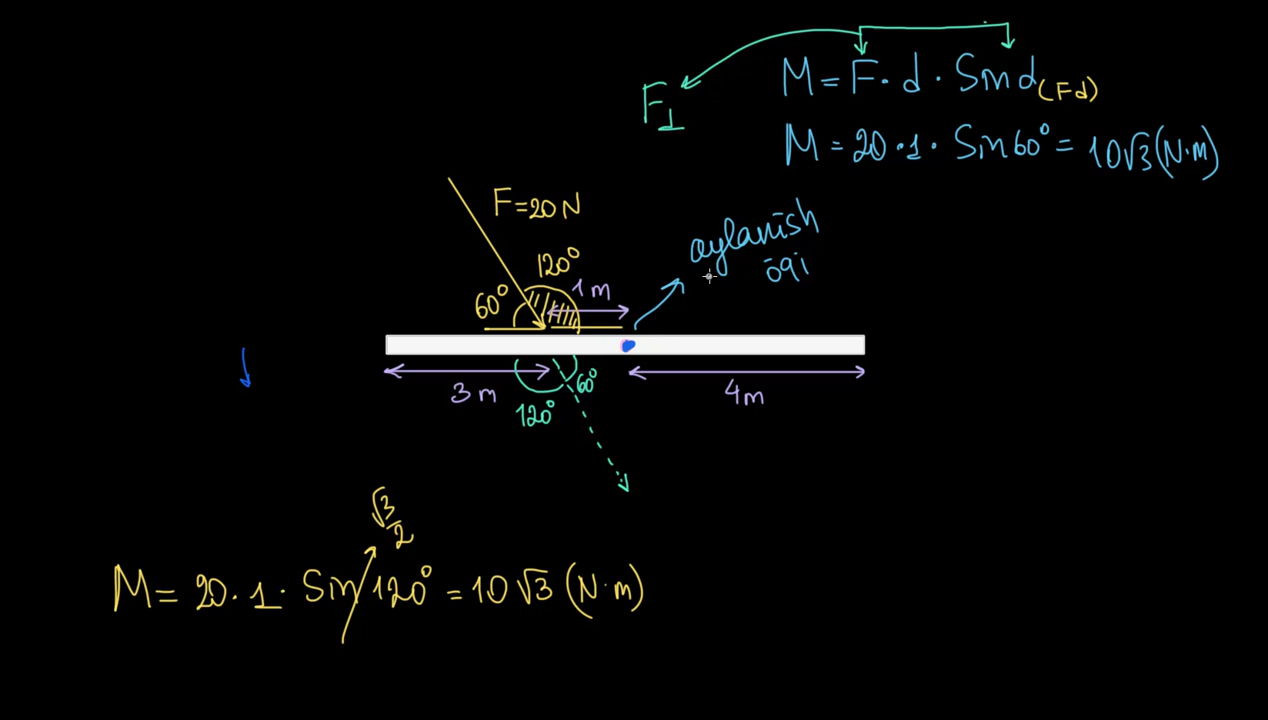 M = F · d · Sin α (Fd)
F⊥
M = 20 · 1 · Sin 60° = 10√3 (N·m)
F = 20 N
aylanish
o'qi
120°
60°
1 m
3 m
60°
4m
120°
√3/2
M = 20 · 1 · Sin 120° = 10√3 (N·m)